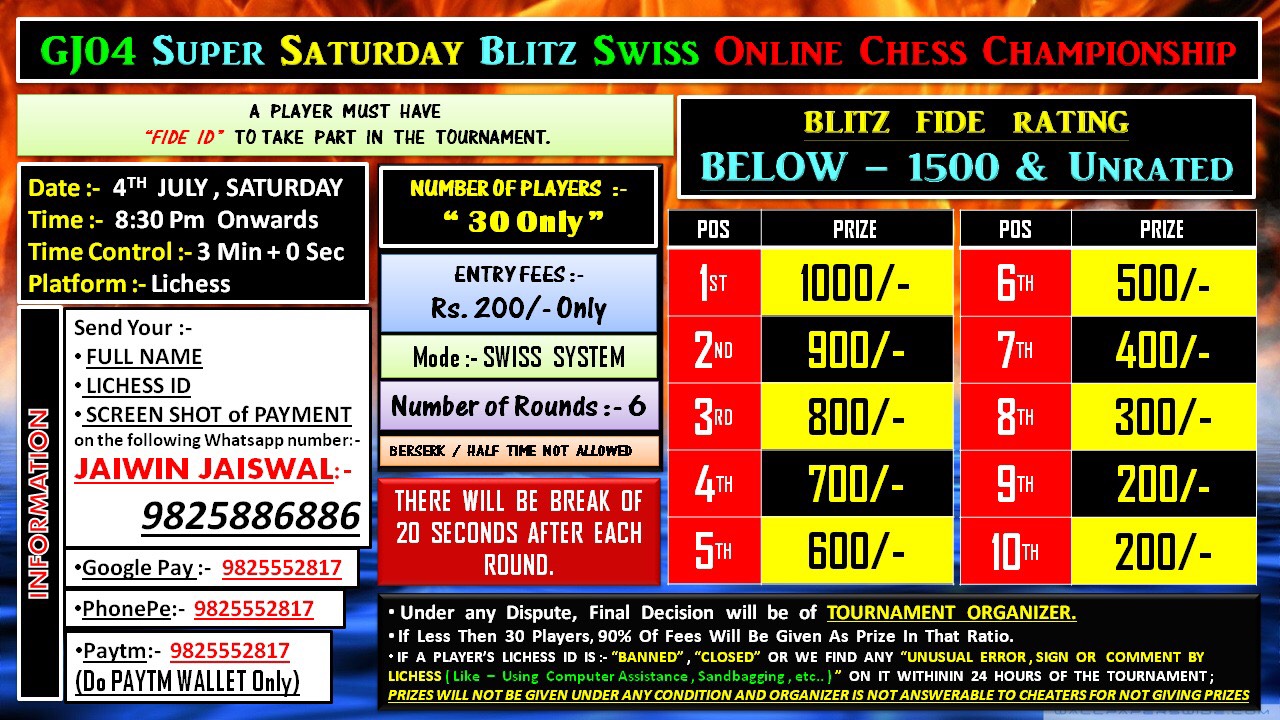 GJ04 SUPER SATURDAY BLITZ SWISS ONLINE CHESS CHAMPIONSHIP
A PLAYER MUST HAVE
“FIDE ID” TO TAKE PART IN THE TOURNAMENT.
BLITZ FIDE RATING
BELOW – 1500 & UNRATED
Date :- 4TH JULY , SATURDAY
Time :- 8:30 Pm Onwards
Time Control :- 3 Min + 0 Sec
Platform :- Lichess
NUMBER OF PLAYERS :-
“ 30 Only ”
ENTRY FEES :-
Rs. 200/- Only
Mode :- SWISS SYSTEM
Number of Rounds :- 6
BERSERK / HALF TIME NOT ALLOWED
THERE WILL BE BREAK OF
20 SECONDS AFTER EACH
ROUND.
INFORMATION
Send Your :-
• FULL NAME
• LICHESS ID
• SCREEN SHOT of PAYMENT
on the following Whatsapp number:-
JAIWIN JAISWAL:-
9825886886
•Google Pay :- 9825552817
•PhonePe:- 9825552817
•Paytm:- 9825552817
(Do PAYTM WALLET Only)
POS PRIZE POS PRIZE
1ST 1000/- 6TH 500/-
2ND 900/- 7TH 400/-
3RD 800/- 8TH 300/-
4TH 700/- 9TH 200/-
5TH 600/- 10TH 200/-
• Under any Dispute, Final Decision will be of TOURNAMENT ORGANIZER.
• If Less Then 30 Players, 90% Of Fees Will Be Given As Prize In That Ratio.
• IF A PLAYER’S LICHESS ID IS :- “BANNED” , “CLOSED” OR WE FIND ANY “UNUSUAL ERROR , SIGN OR COMMENT BY
LICHESS ( Like – Using Computer Assistance , Sandbagging , etc.. ) ” ON IT WITHININ 24 HOURS OF THE TOURNAMENT ;
PRIZES WILL NOT BE GIVEN UNDER ANY CONDITION AND ORGANIZER IS NOT ANSWERABLE TO CHEATERS FOR NOT GIVING PRIZES